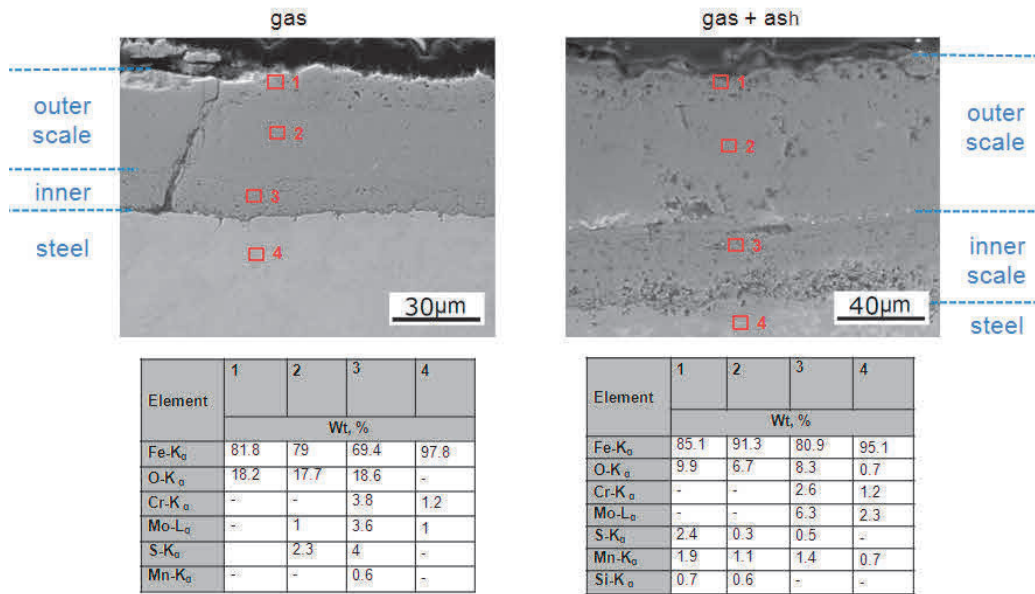 gas
gas + ash
outer
scale
inner
steel
1
2
3
4
30μm
outer
scale
inner
scale
steel
1
2
3
4
40μm
Element 1 2 3 4
Wt, %
Fe-Kα 81.8 79 69.4 97.8
O-Kα 18.2 17.7 18.6 -
Cr-Kα - - 3.8 1.2
Mo-Lα - 1 3.6 1
S-Kα 2.3 4 -
Mn-Kα - - 0.6 -
Element 1 2 3 4
Wt, %
Fe-Kα 85.1 91.3 80.9 95.1
O-Kα 9.9 6.7 8.3 0.7
Cr-Kα - - 2.6 1.2
Mo-Lα - - 6.3 2.3
S-Kα 2.4 0.3 0.5 -
Mn-Kα 1.9 1.1 1.4 0.7
Si-Kα 0.7 0.6 - -